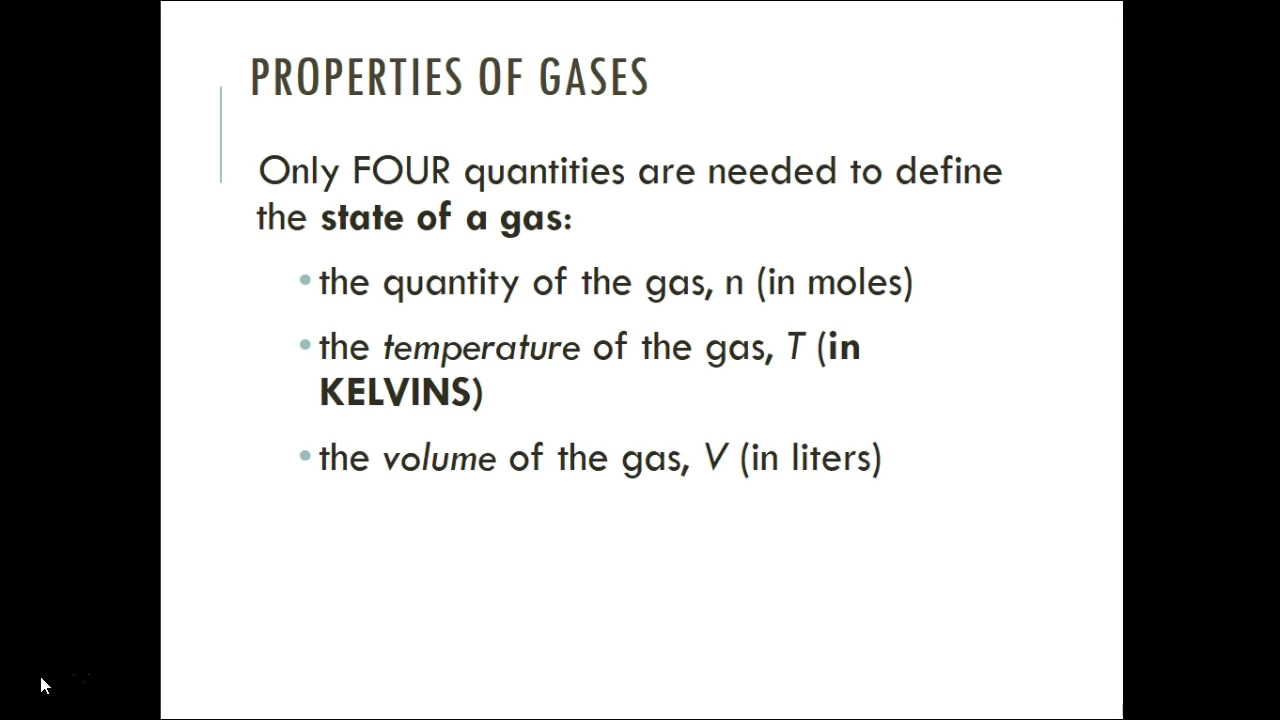 PROPERTIES OF GASES
Only FOUR quantities are needed to define
the state of a gas:
•the quantity of the gas, n (in moles)
•the temperature of the gas, T (in
KELVINS)
•the volume of the gas, V (in liters)